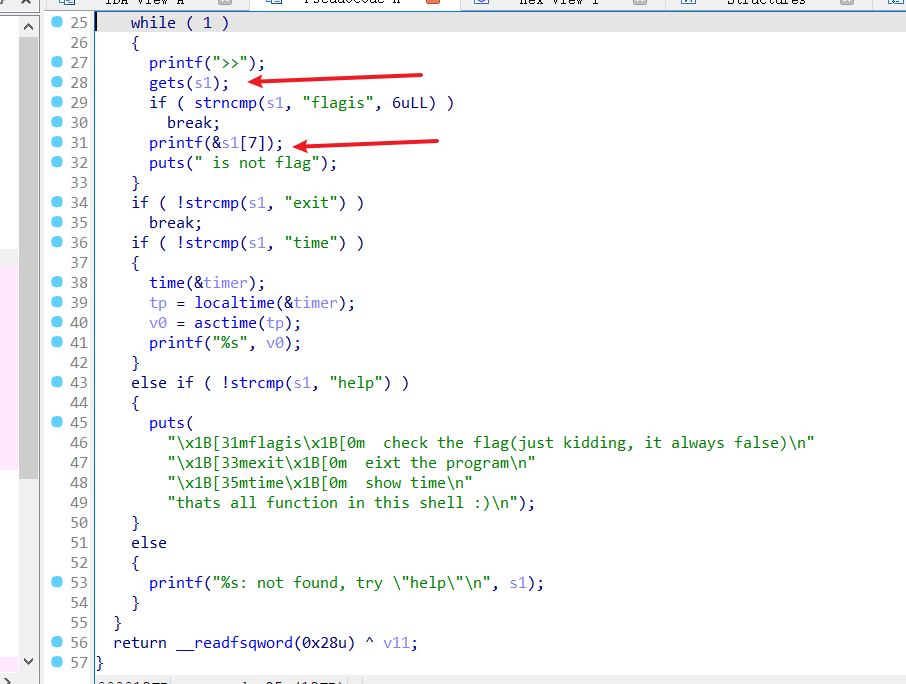 Structures
25 while ( 1 )
26 {
27 printf(">>");
28 gets(s1);
29 if ( strncmp(s1, "flagis", 6uLL) )
30 break;
31 printf(&s1[7]);
32 puts(" is not flag");
33 }
34 if ( !strcmp(s1, "exit") )
35 break;
36 if ( !strcmp(s1, "time") )
37 {
38 time(&timer);
39 tp = localtime(&timer);
40 v0 = asctime(tp);
41 printf("%s", v0);
42 }
43 else if ( !strcmp(s1, "help") )
44 {
45 puts(
46 "\x1B[31mflagis\x1B[0m  check the flag(just kidding, it always false)\n"
47 "\x1B[33mexit\x1B[0m  eixt the program\n"
48 "\x1B[35mtime\x1B[0m  show time\n"
49 "thats all function in this shell :)\n");
50 }
51 else
52 {
53 printf("%s: not found, try \"help\"\n", s1);
54 }
55 }
56 return __readfsqword(0x28u) ^ v11;
57 }